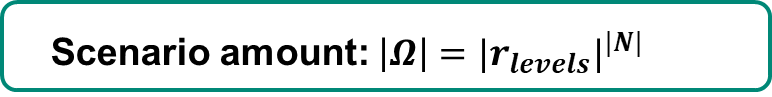 Scenario amount: |Ω| = |r_levels|^|N|